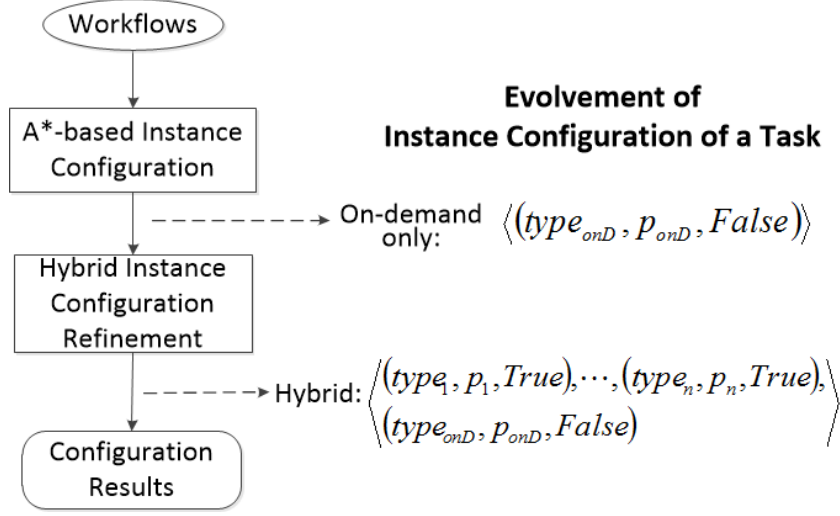 Workflows
A*-based Instance
Configuration
Evolvement of
Instance Configuration of a Task
On-demand
only:
⟨(type_onD, p_onD, False)⟩
Hybrid Instance
Configuration
Refinement
Hybrid:
⟨(type_1, p_1, True),⋯,(type_n, p_n, True),
(type_onD, p_onD, False)⟩
Configuration
Results